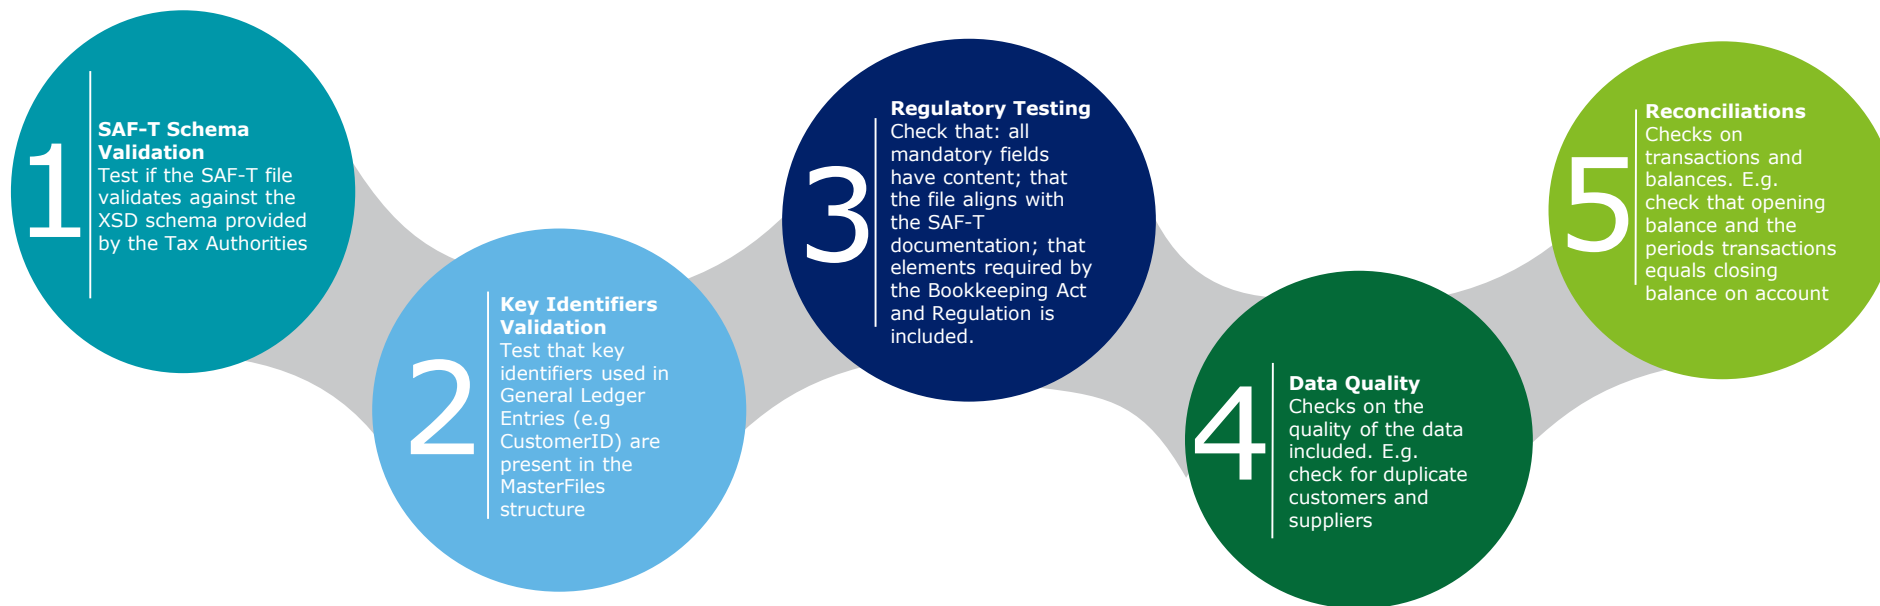 1
SAF-T Schema
Validation
Test if the SAF-T file
validates against the
XSD schema provided
by the Tax Authorities
2
Key Identifiers
Validation
Test that key
identifiers used in
General Ledger
Entries (e.g
CustomerID) are
present in the
MasterFiles
structure
3
Regulatory Testing
Check that: all
mandatory fields
have content; that
the file aligns with
the SAF-T
documentation; that
elements required by
the Bookkeeping Act
and Regulation is
included.
4
Data Quality
Checks on the
quality of the data
included. E.g.
check for duplicate
customers and
suppliers
5
Reconciliations
Checks on
transactions and
balances. E.g.
check that opening
balance and the
periods transactions
equals closing
balance on account